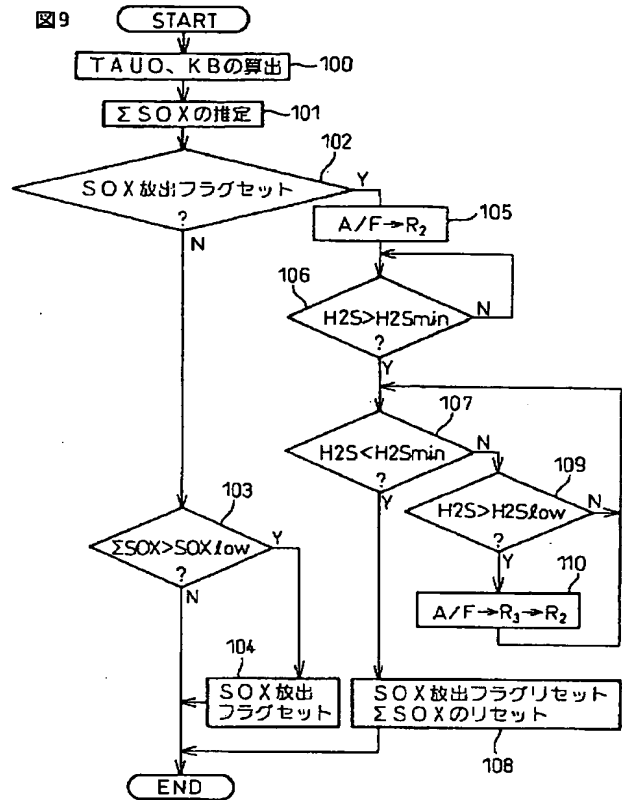 図9
START
TAUO、KBの算出
100
ΣSOXの推定
101
102
SOX放出フラグセット
?
Y
N
A/F→R₂
105
106
H2S>H2Smin
?
N
Y
107
H2S<H2Smin
?
N
Y
109
H2S>H2Slow
?
N
Y
110
A/F→R₃→R₂
103
ΣSOX>SOXlow
?
Y
N
104
SOX放出
フラグセット
SOX放出フラグリセット
ΣSOXのリセット
108
END